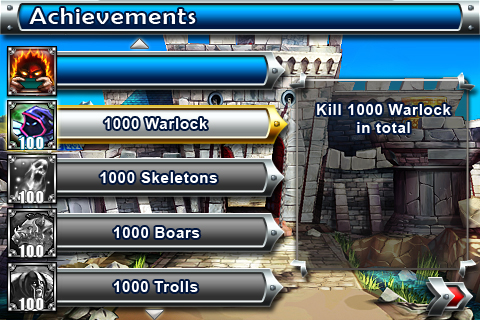 Achievements
1000 Warlock
100
Kill 1000 Warlock
in total
1000 Skeletons
100
1000 Boars
100
1000 Trolls
100